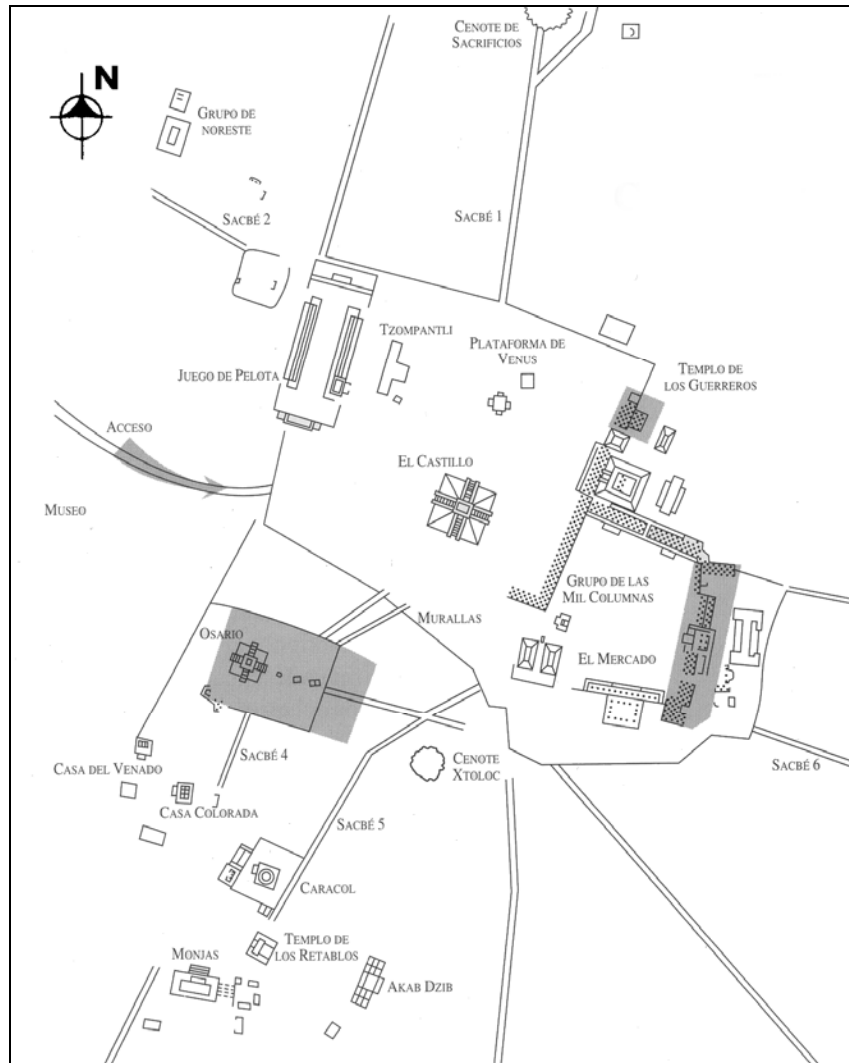 CENOTE DE
SACRIFICIOS
N
GRUPO DE
NORESTE
SACBÉ 2
SACBÉ 1
TZOMPANTLI
PLATAFORMA DE
VENUS
JUEGO DE PELOTA
TEMPLO DE
LOS GUERREROS
ACCESO
EL CASTILLO
MUSEO
GRUPO DE LAS
MIL COLUMNAS
MURALLAS
OSARIO
EL MERCADO
SACBÉ 4
CENOTE
XTOLOC
SACBÉ 6
CASA DEL VENADO
CASA COLORADA
SACBÉ 5
CARACOL
TEMPLO DE
LOS RETABLOS
MONJAS
AKAB DZIB